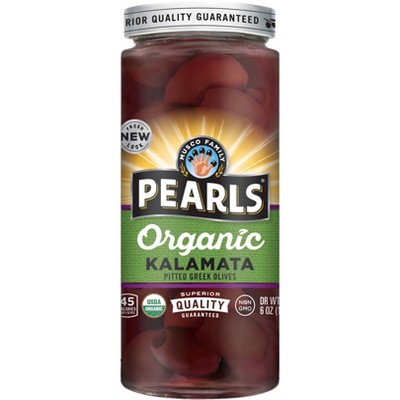 RIOR QUALITY GUARANTEED
FRESH
NEW
LOOK
MUSCO FAMILY
PEARLS®
Organic
KALAMATA
PITTED GREEK OLIVES
45
CALORIES
USDA
ORGANIC
SUPERIOR
QUALITY
GUARANTEED
NON
GMO
DR WT
6 OZ (1